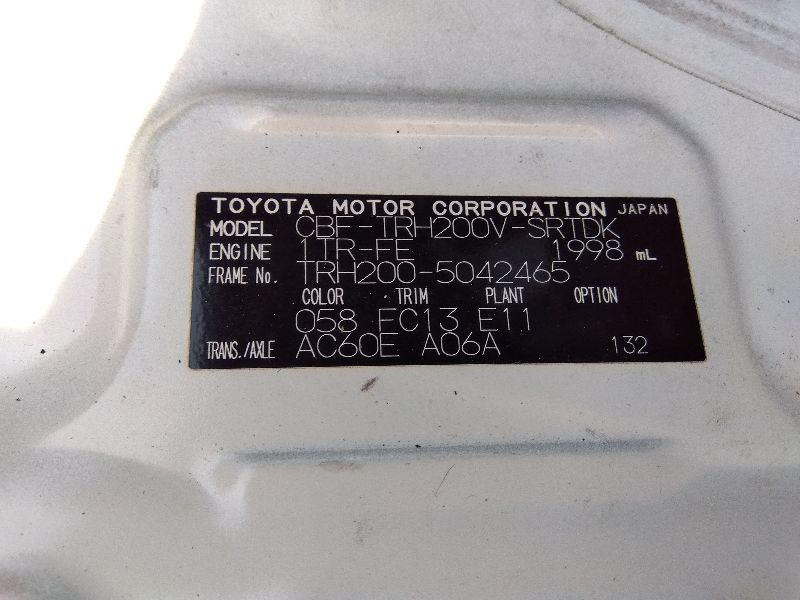 TOYOTA MOTOR CORPORATION JAPAN
MODEL CBF-TRH200V-SRTDK
ENGINE 1TR-FE 1998 mL
FRAME No. TRH200-5042465
COLOR TRIM PLANT OPTION
058 FC13 E11
TRANS./AXLE AC60E A06A 132